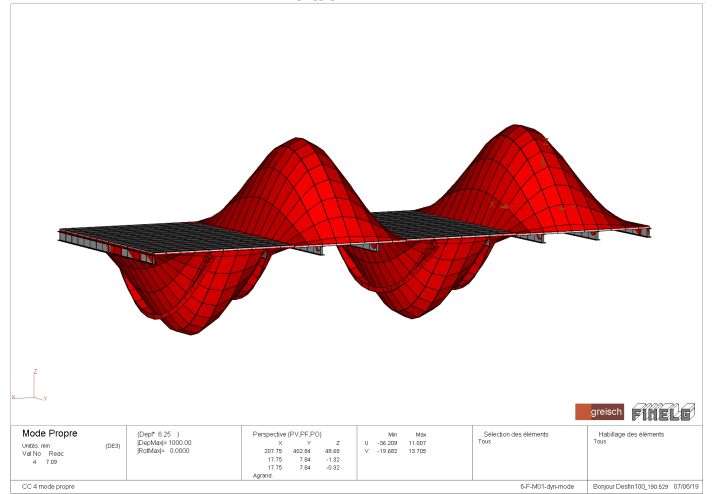 Z
X
Y
greisch FINELG
Mode Propre
Unités: mm (DE3)
Val No Reac
4 7.09
(Depl* 6.25 )
|DepMax|= 1000.00
|RotMax|= 0.0000
Perspective (PV,PF,PO)
X Y Z
207.75 402.84 48.68
17.75 7.84 -1.32
17.75 7.84 -0.32
Agrand.
Min Max
U -36.209 11.007
V -19.682 13.705
Sélection des éléments
Tous
Habillage des éléments
Tous
CC 4 mode propre
6-F-M01-dyn-mode
Bonjour Desfin100_190.529 07/06/19